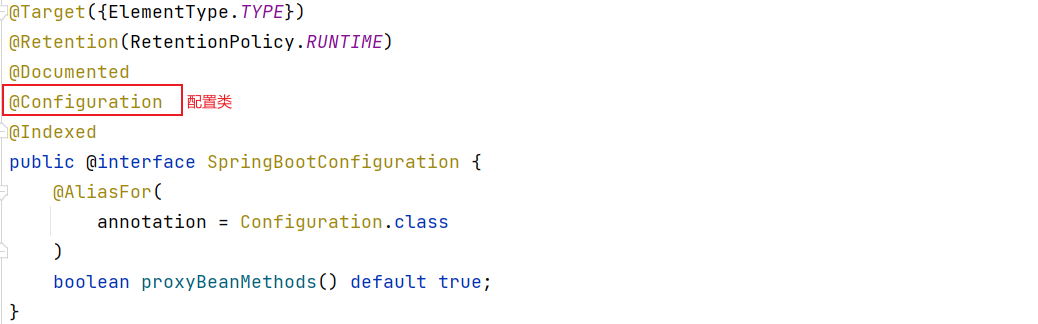 @Target({ElementType.TYPE})
@Retention(RetentionPolicy.RUNTIME)
@Documented
@Configuration 配置类
@Indexed
public @interface SpringBootConfiguration {
    @AliasFor(
        annotation = Configuration.class
    )
    boolean proxyBeanMethods() default true;
}